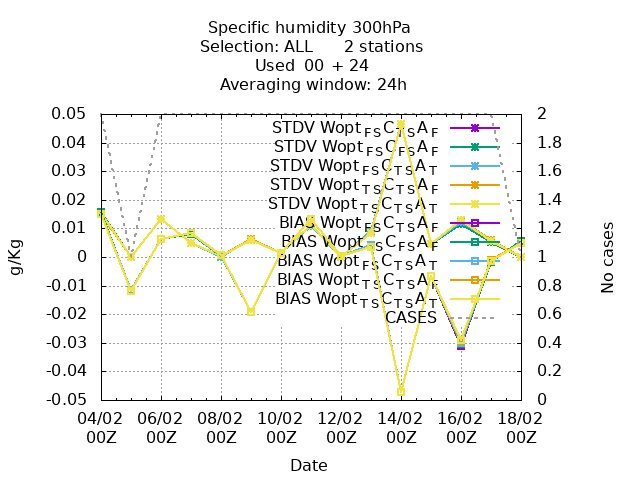 Specific humidity 300hPa
Selection: ALL 2 stations
Used 00 + 24
Averaging window: 24h
0.05
0.04
0.03
0.02
0.01
0
-0.01
-0.02
-0.03
-0.04
-0.05
g/Kg
STDV Wopt FS C TS A F
STDV Wopt FS C FS A F
STDV Wopt FS C TS A T
STDV Wopt TS C TS A F
STDV Wopt TS C TS A T
BIAS Wopt FS C TS A F
BIAS Wopt FS C FS A F
BIAS Wopt FS C TS A T
BIAS Wopt TS C TS A F
BIAS Wopt TS C TS A T
CASES
2
1.8
1.6
1.4
1.2
1
0.8
0.6
0.4
0.2
0
No cases
04/02 06/02 08/02 10/02 12/02 14/02 16/02 18/02
00Z 00Z 00Z 00Z 00Z 00Z 00Z 00Z
Date